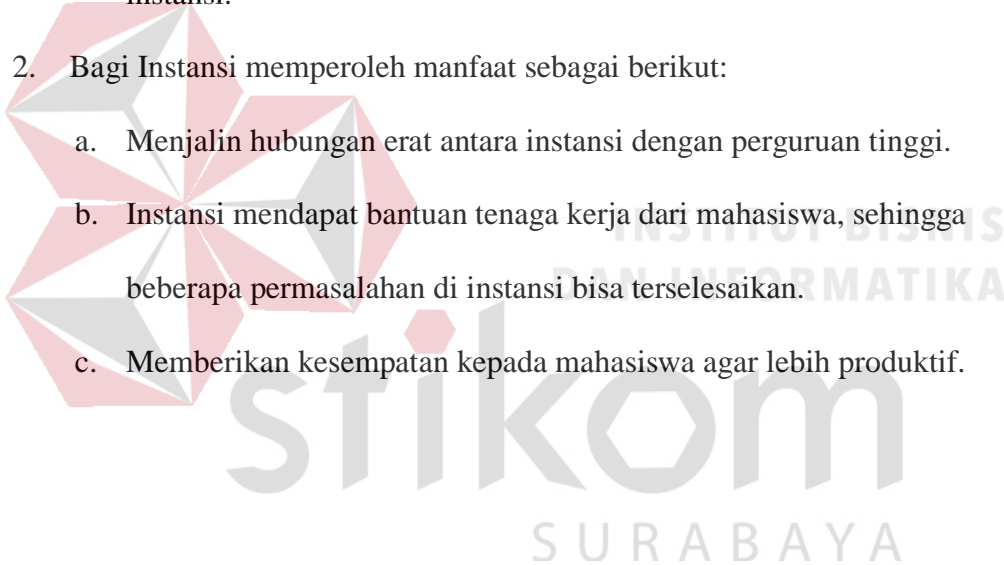 instansi.
2. Bagi Instansi memperoleh manfaat sebagai berikut:
a. Menjalin hubungan erat antara instansi dengan perguruan tinggi.
b. Instansi mendapat bantuan tenaga kerja dari mahasiswa, sehingga
INSTITUT BISNIS
beberapa permasalahan di instansi bisa terselesaikan.
DAN INFORMATIKA
c. Memberikan kesempatan kepada mahasiswa agar lebih produktif.
stikom
SURABAYA